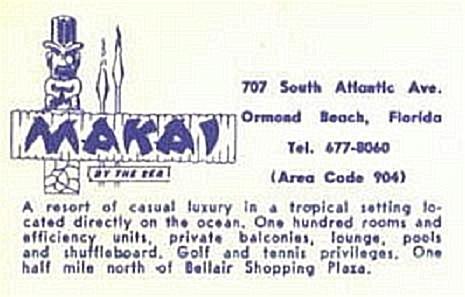 MAKAI
BY THE SEA
707 South Atlantic Ave.
Ormond Beach, Florida
Tel. 677-8060
(Area Code 904)
A resort of casual luxury in a tropical setting lo-
cated directly on the ocean. One hundred rooms and
efficiency units, private balconies, lounge, pools
and shuffleboard. Golf and tennis privileges. One
half mile north of Bellair Shopping Plaza.